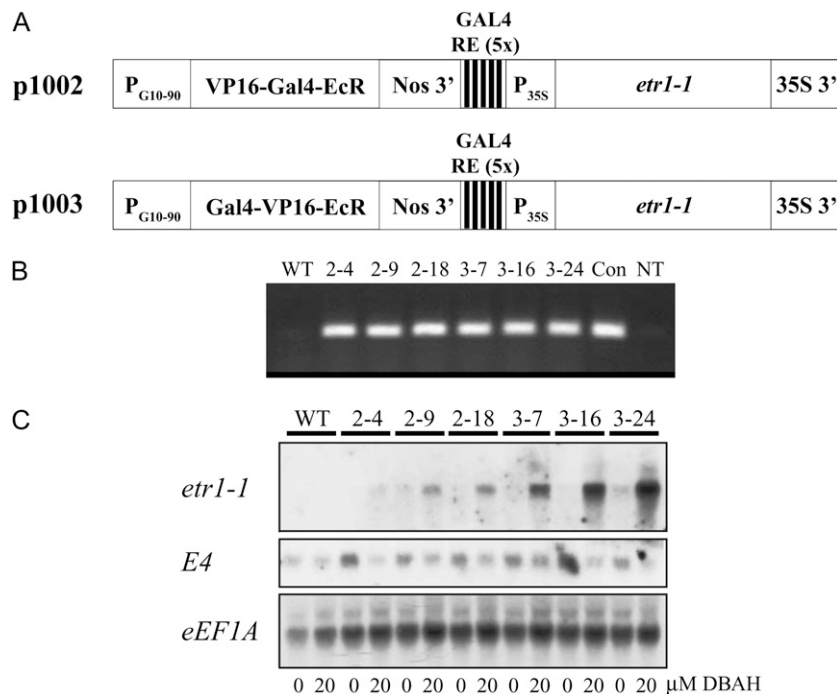 A
GAL4
RE (5x)
p1002 P G10-90 VP16-Gal4-EcR Nos 3’ P 35S etr1-1 35S 3’
GAL4
RE (5x)
p1003 P G10-90 Gal4-VP16-EcR Nos 3’ P 35S etr1-1 35S 3’
B
WT 2-4 2-9 2-18 3-7 3-16 3-24 Con NT
C
WT 2-4 2-9 2-18 3-7 3-16 3-24
etr1-1
E4
eEF1A
0 20 0 20 0 20 0 20 0 20 0 20 0 20 µM DBAH